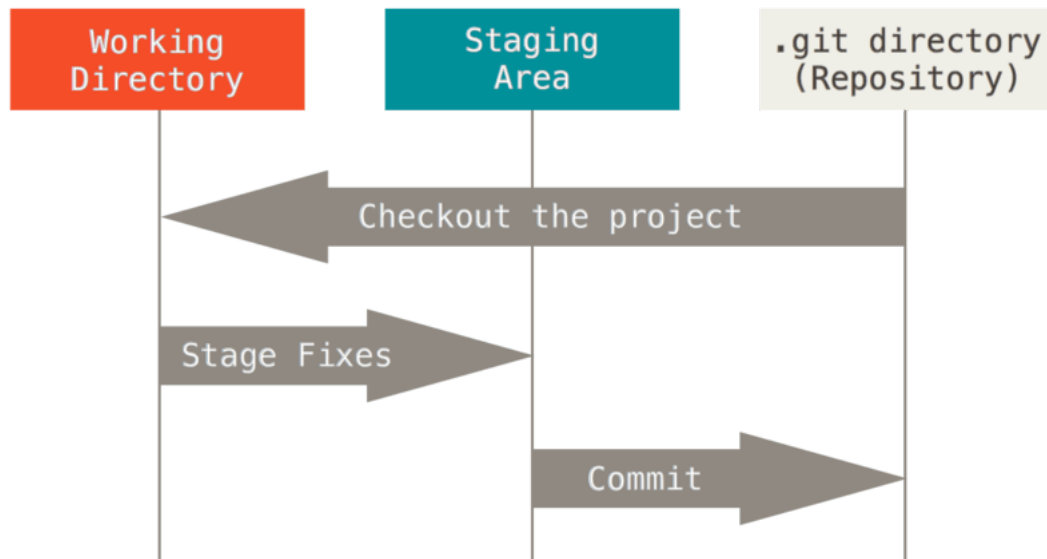 Working
Directory
Staging
Area
.git directory
(Repository)
Checkout the project
Stage Fixes
Commit